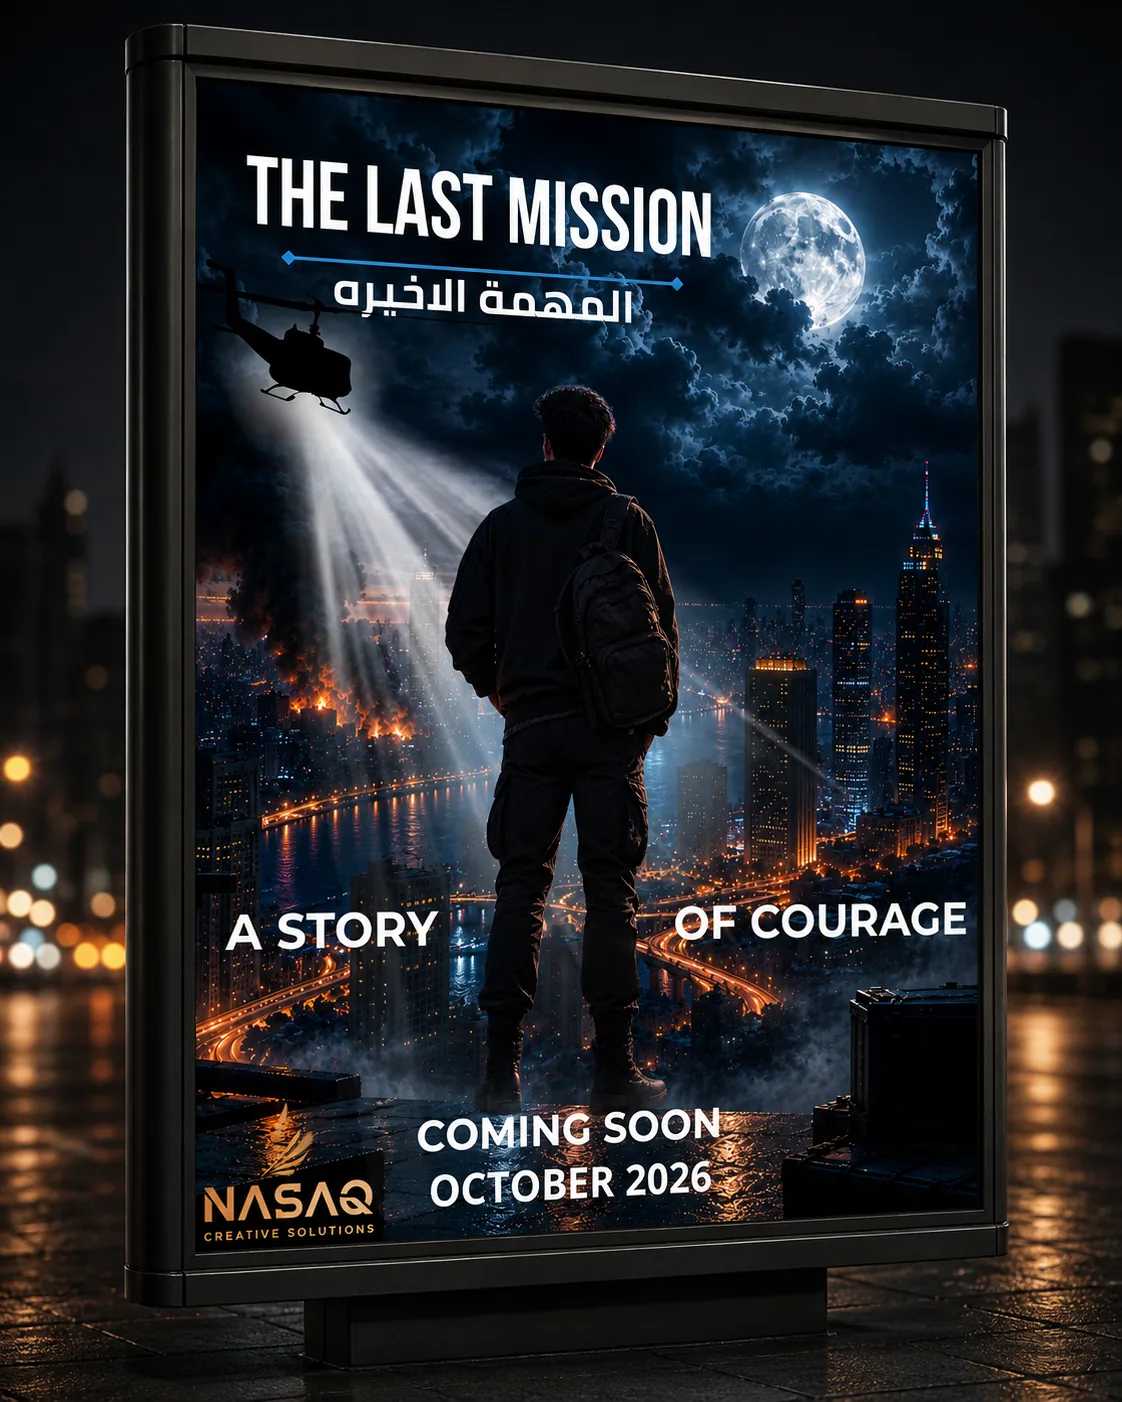 THE LAST MISSION
المهمة الاخيره
A STORY OF COURAGE
COMING SOON
OCTOBER 2026
NASAQ
CREATIVE SOLUTIONS